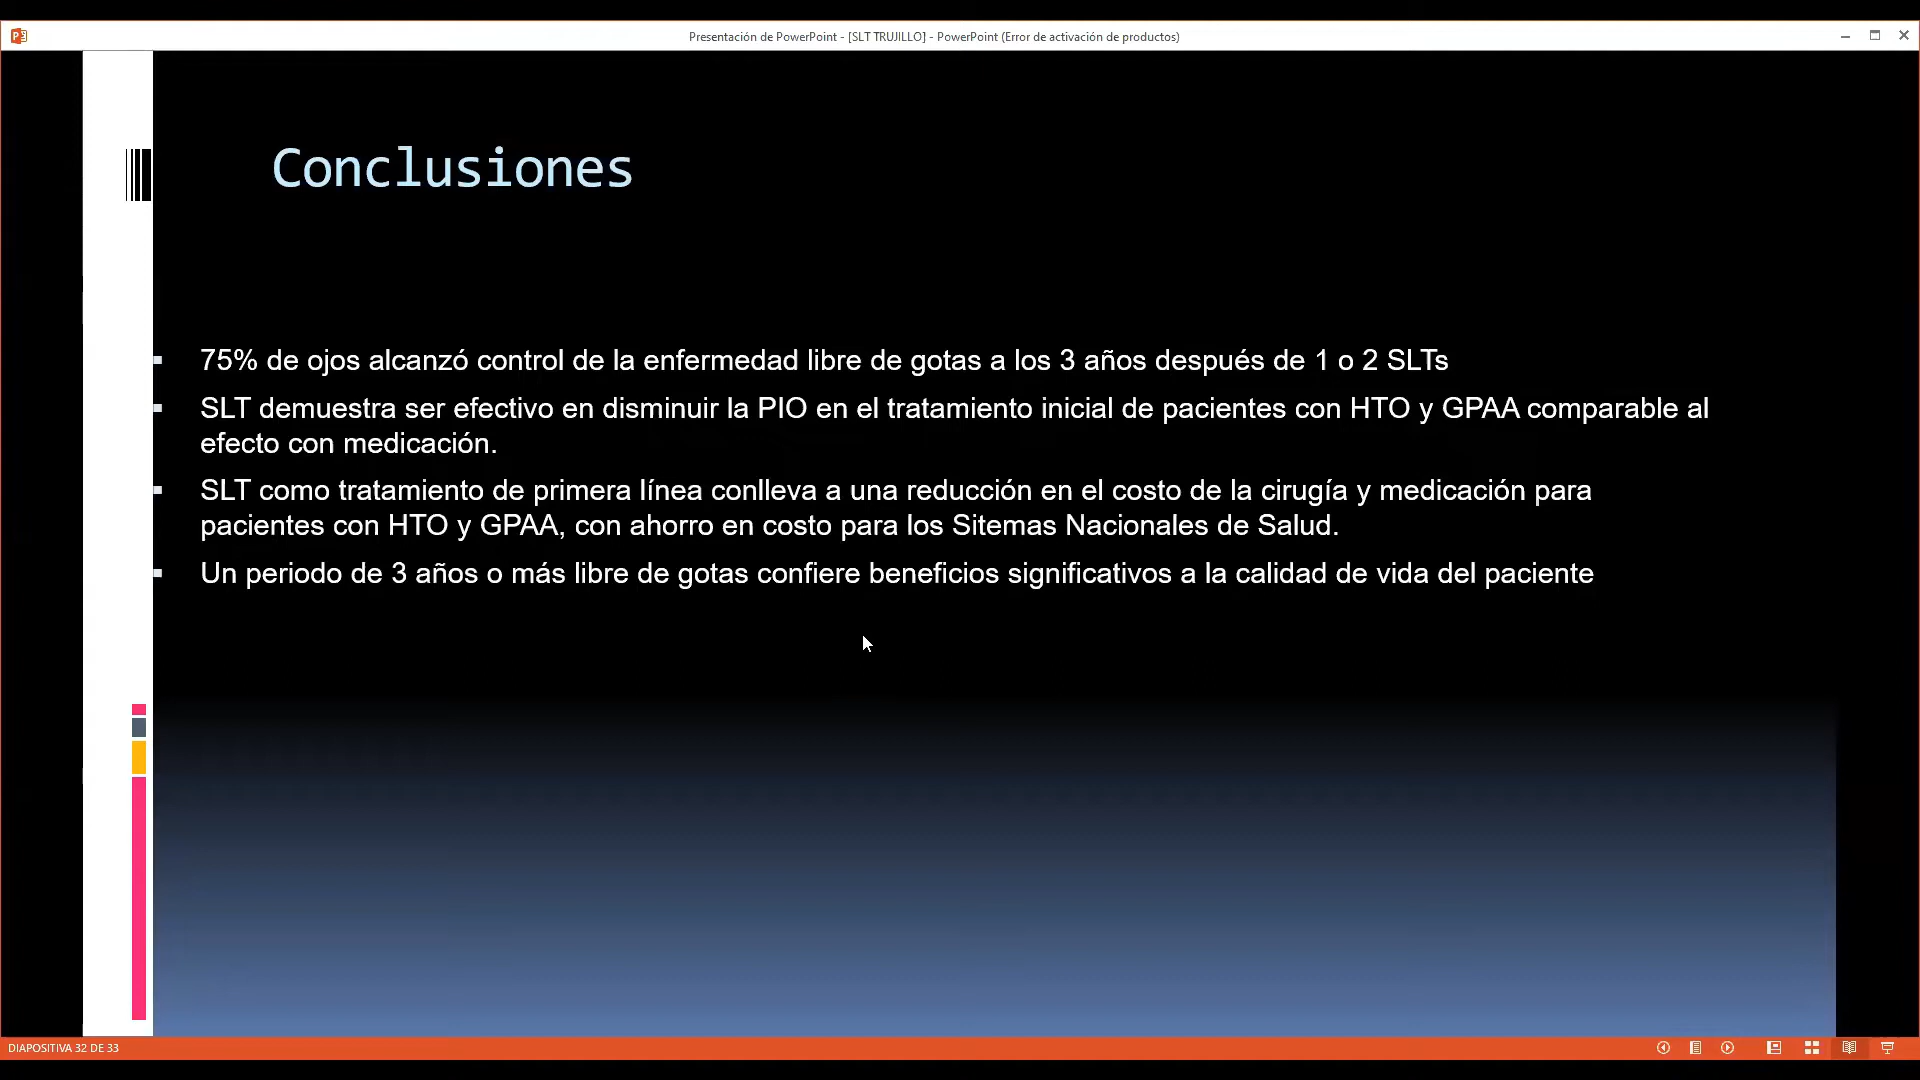 Presentación de PowerPoint - [SLT TRUJILLO] - PowerPoint (Error de activación de productos)
Conclusiones
75% de ojos alcanzó control de la enfermedad libre de gotas a los 3 años después de 1 o 2 SLTs
SLT demuestra ser efectivo en disminuir la PIO en el tratamiento inicial de pacientes con HTO y GPAA comparable al
efecto con medicación.
SLT como tratamiento de primera línea conlleva a una reducción en el costo de la cirugía y medicación para
pacientes con HTO y GPAA, con ahorro en costo para los Sitemas Nacionales de Salud.
Un periodo de 3 años o más libre de gotas confiere beneficios significativos a la calidad de vida del paciente
DIAPOSITIVA 32 DE 33